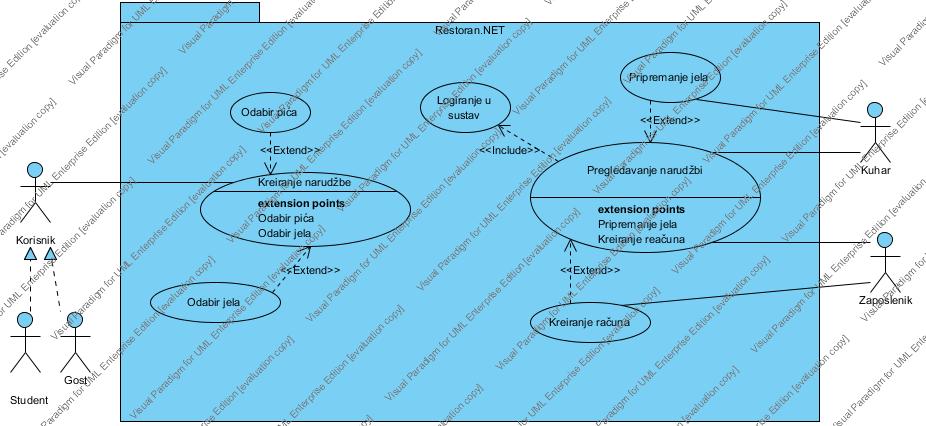 Restoran.NET
Odabir pića
<<Extend>>
Kreiranje narudžbe
extension points
Odabir pića
Odabir jela
<<Extend>>
Odabir jela
Logiranje u
sustav
<<Include>>
Pripremanje jela
<<Extend>>
Pregledavanje narudžbi
extension points
Pripremanje jela
Kreiranje reačuna
<<Extend>>
Kreiranje računa
Korisnik
Student
Gost
Kuhar
Zaposlenik
Visual Paradigm for UML Enterprise Edition [evaluation copy]